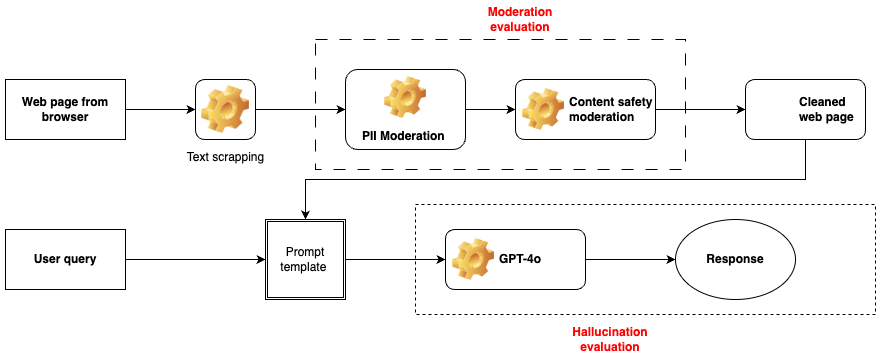 Moderation
evaluation
Web page from
browser
Text scrapping
PII Moderation
Content safety
moderation
Cleaned
web page
User query
Prompt
template
GPT-4o
Response
Hallucination
evaluation